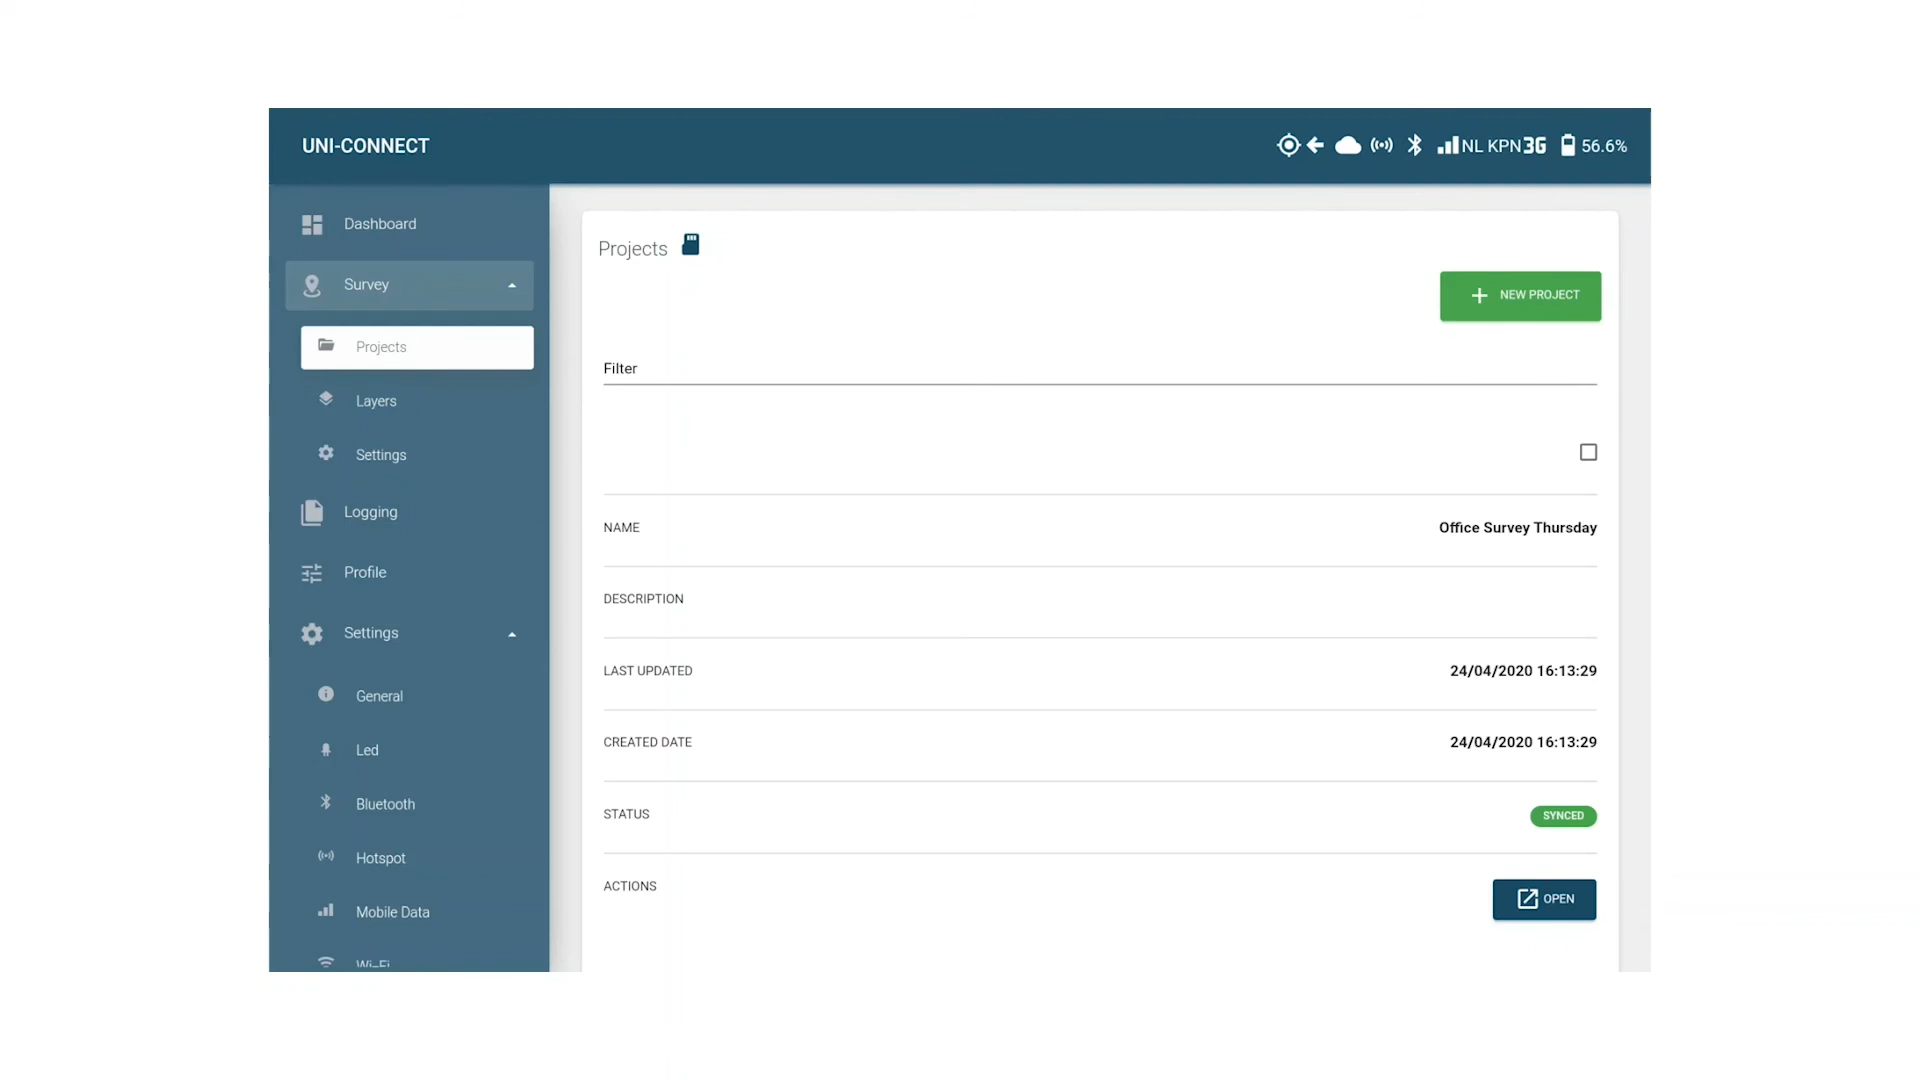 UNI-CONNECT
NL KPN 3G 56.6%
Dashboard
Survey
Projects
Layers
Settings
Logging
Profile
Settings
General
Led
Bluetooth
Hotspot
Mobile Data
Wi-Fi
Projects
NEW PROJECT
Filter
NAME Office Survey Thursday
DESCRIPTION
LAST UPDATED 24/04/2020 16:13:29
CREATED DATE 24/04/2020 16:13:29
STATUS SYNCED
ACTIONS OPEN